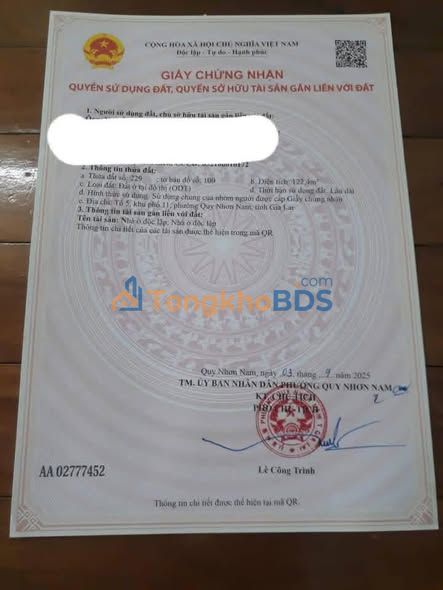 CỘNG HÒA XÃ HỘI CHỦ NGHĨA VIỆT NAM
Độc lập - Tự do - Hạnh phúc
GIẤY CHỨNG NHẬN
QUYỀN SỬ DỤNG ĐẤT, QUYỀN SỞ HỮU TÀI SẢN GẮN LIỀN VỚI ĐẤT
1. Người sử dụng đất, chủ sở hữu tài sản gắn liền với đất:
2. Thông tin thửa đất:
a. Thửa đất số: 229 ; tờ bản đồ số: 100 b. Diện tích: 122,4m²
c. Loại đất: Đất ở tại đô thị (ODT) d. Thời hạn sử dụng đất: Lâu dài
đ. Hình thức sử dụng: Sử dụng chung của nhóm người được cấp Giấy chứng nhận
e. Địa chỉ: Tổ 5, khu phố 11, phường Quy Nhơn Nam, tỉnh Gia Lai
3. Thông tin tài sản gắn liền với đất:
Tên tài sản: Nhà ở độc lập; Nhà ở độc lập
Thông tin chi tiết của các tài sản được thể hiện trong mã QR
TongkhoBDS.com
Quy Nhơn Nam, ngày 03 tháng 9 năm 2025
TM. ỦY BAN NHÂN DÂN PHƯỜNG QUY NHƠN NAM
KT. CHỦ TỊCH
PHÓ CHỦ TỊCH
Lê Công Trinh
AA 02777452
Thông tin chi tiết được thể hiện tại mã QR.